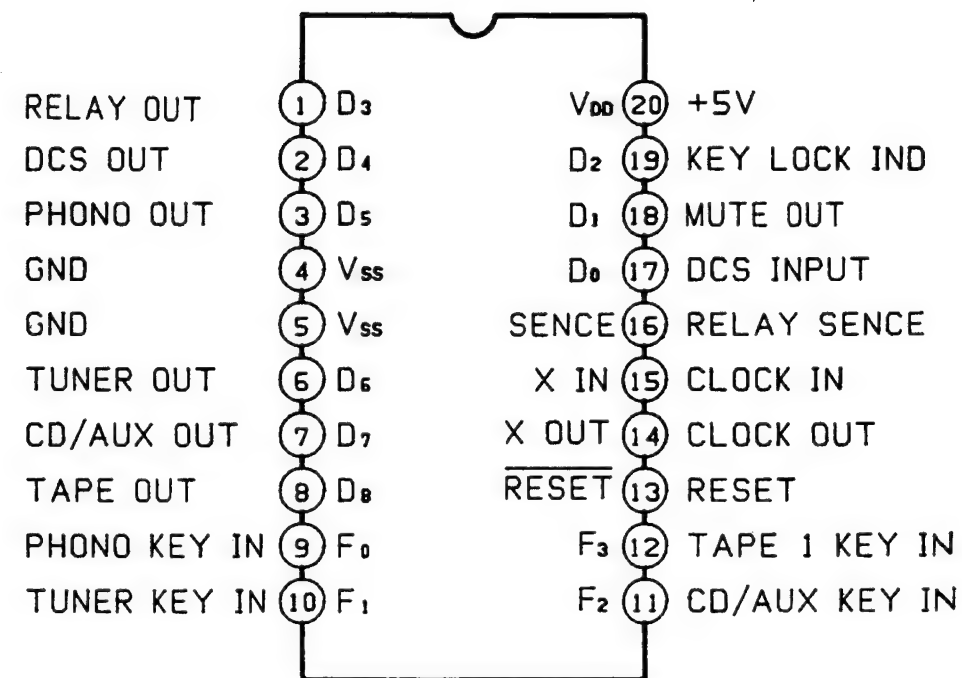 RELAY OUT 1 D3 VDD 20 +5V
DCS OUT 2 D4 D2 19 KEY LOCK IND
PHONO OUT 3 D5 D1 18 MUTE OUT
GND 4 VSS D0 17 DCS INPUT
GND 5 VSS SENCE 16 RELAY SENCE
TUNER OUT 6 D6 X IN 15 CLOCK IN
CD/AUX OUT 7 D7 X OUT 14 CLOCK OUT
TAPE OUT 8 D8 RESET 13 RESET
PHONO KEY IN 9 F0 F3 12 TAPE 1 KEY IN
TUNER KEY IN 10 F1 F2 11 CD/AUX KEY IN